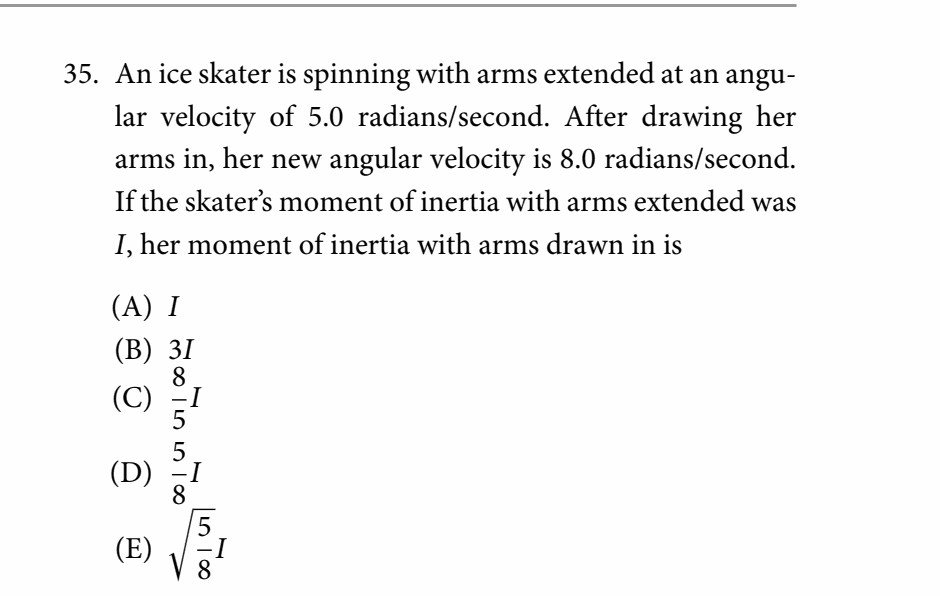 35. An ice skater is spinning with arms extended at an angu-
lar velocity of 5.0 radians/second. After drawing her
arms in, her new angular velocity is 8.0 radians/second.
If the skater’s moment of inertia with arms extended was
I, her moment of inertia with arms drawn in is
(A) I
(B) 3I
(C) 8/5 I
(D) 5/8 I
(E) √(5/8) I